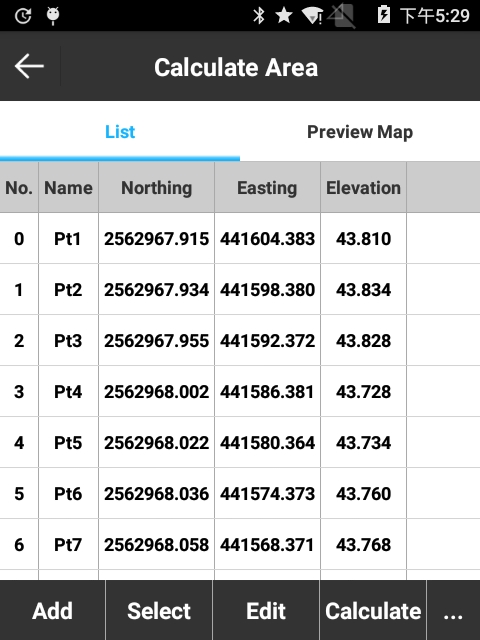 下午5:29
Calculate Area
List Preview Map
No. Name Northing Easting Elevation
0 Pt1 2562967.915 441604.383 43.810
1 Pt2 2562967.934 441598.380 43.834
2 Pt3 2562967.955 441592.372 43.828
3 Pt4 2562968.002 441586.381 43.728
4 Pt5 2562968.022 441580.364 43.734
5 Pt6 2562968.036 441574.373 43.760
6 Pt7 2562968.058 441568.371 43.768
Add Select Edit Calculate ...